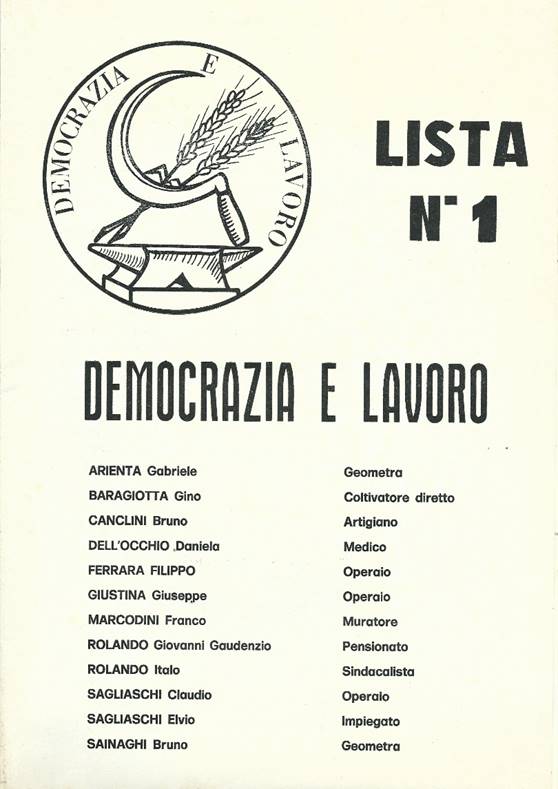 DEMOCRAZIA E LAVORO
LISTA
N° 1
DEMOCRAZIA E LAVORO
ARIENTA Gabriele Geometra
BARAGIOTTA Gino Coltivatore diretto
CANCLINI Bruno Artigiano
DELL'OCCHIO Daniela Medico
FERRARA FILIPPO Operaio
GIUSTINA Giuseppe Operaio
MARCODINI Franco Muratore
ROLANDO Giovanni Gaudenzio Pensionato
ROLANDO Italo Sindacalista
SAGLIASCHI Claudio Operaio
SAGLIASCHI Elvio Impiegato
SAINAGHI Bruno Geometra